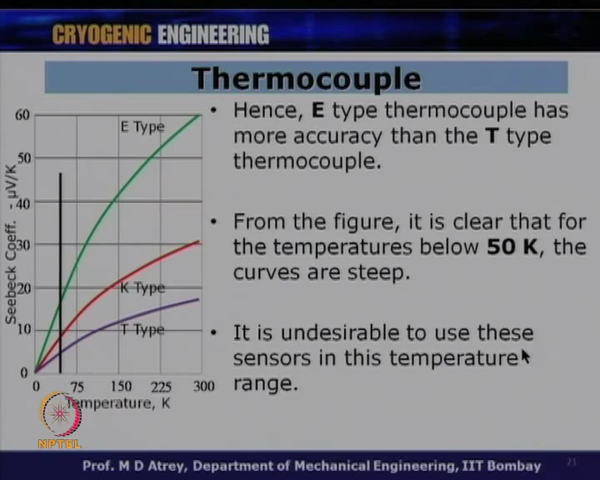 CRYOGENIC ENGINEERING
Thermocouple
• Hence, E type thermocouple has
more accuracy than the T type
thermocouple.
• From the figure, it is clear that for
the temperatures below 50 K, the
curves are steep.
• It is undesirable to use these
sensors in this temperature
range.
Seebeck Coeff. - μV/K
60
50
40
30
20
10
0
E Type
K Type
T Type
0 75 150 225 300
Temperature, K
NPTEL
Prof. M D Atrey, Department of Mechanical Engineering, IIT Bombay
21